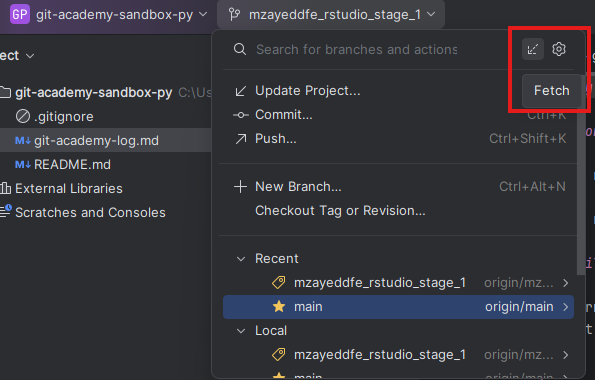 GP git-academy-sandbox-py mzayeddfe_rstudio_stage_1
ect
Search for branches and actions
Fetch
git-academy-sandbox-py C:\Us
Update Project...
.gitignore
Commit... Ctrl+K
git-academy-log.md
Push... Ctrl+Shift+K
README.md
External Libraries
New Branch... Ctrl+Alt+N
Scratches and Consoles
Checkout Tag or Revision...
Recent
mzayeddfe_rstudio_stage_1 origin/mz...
main origin/main
Local
mzayeddfe_rstudio_stage_1 origin/mz...
main origin/main